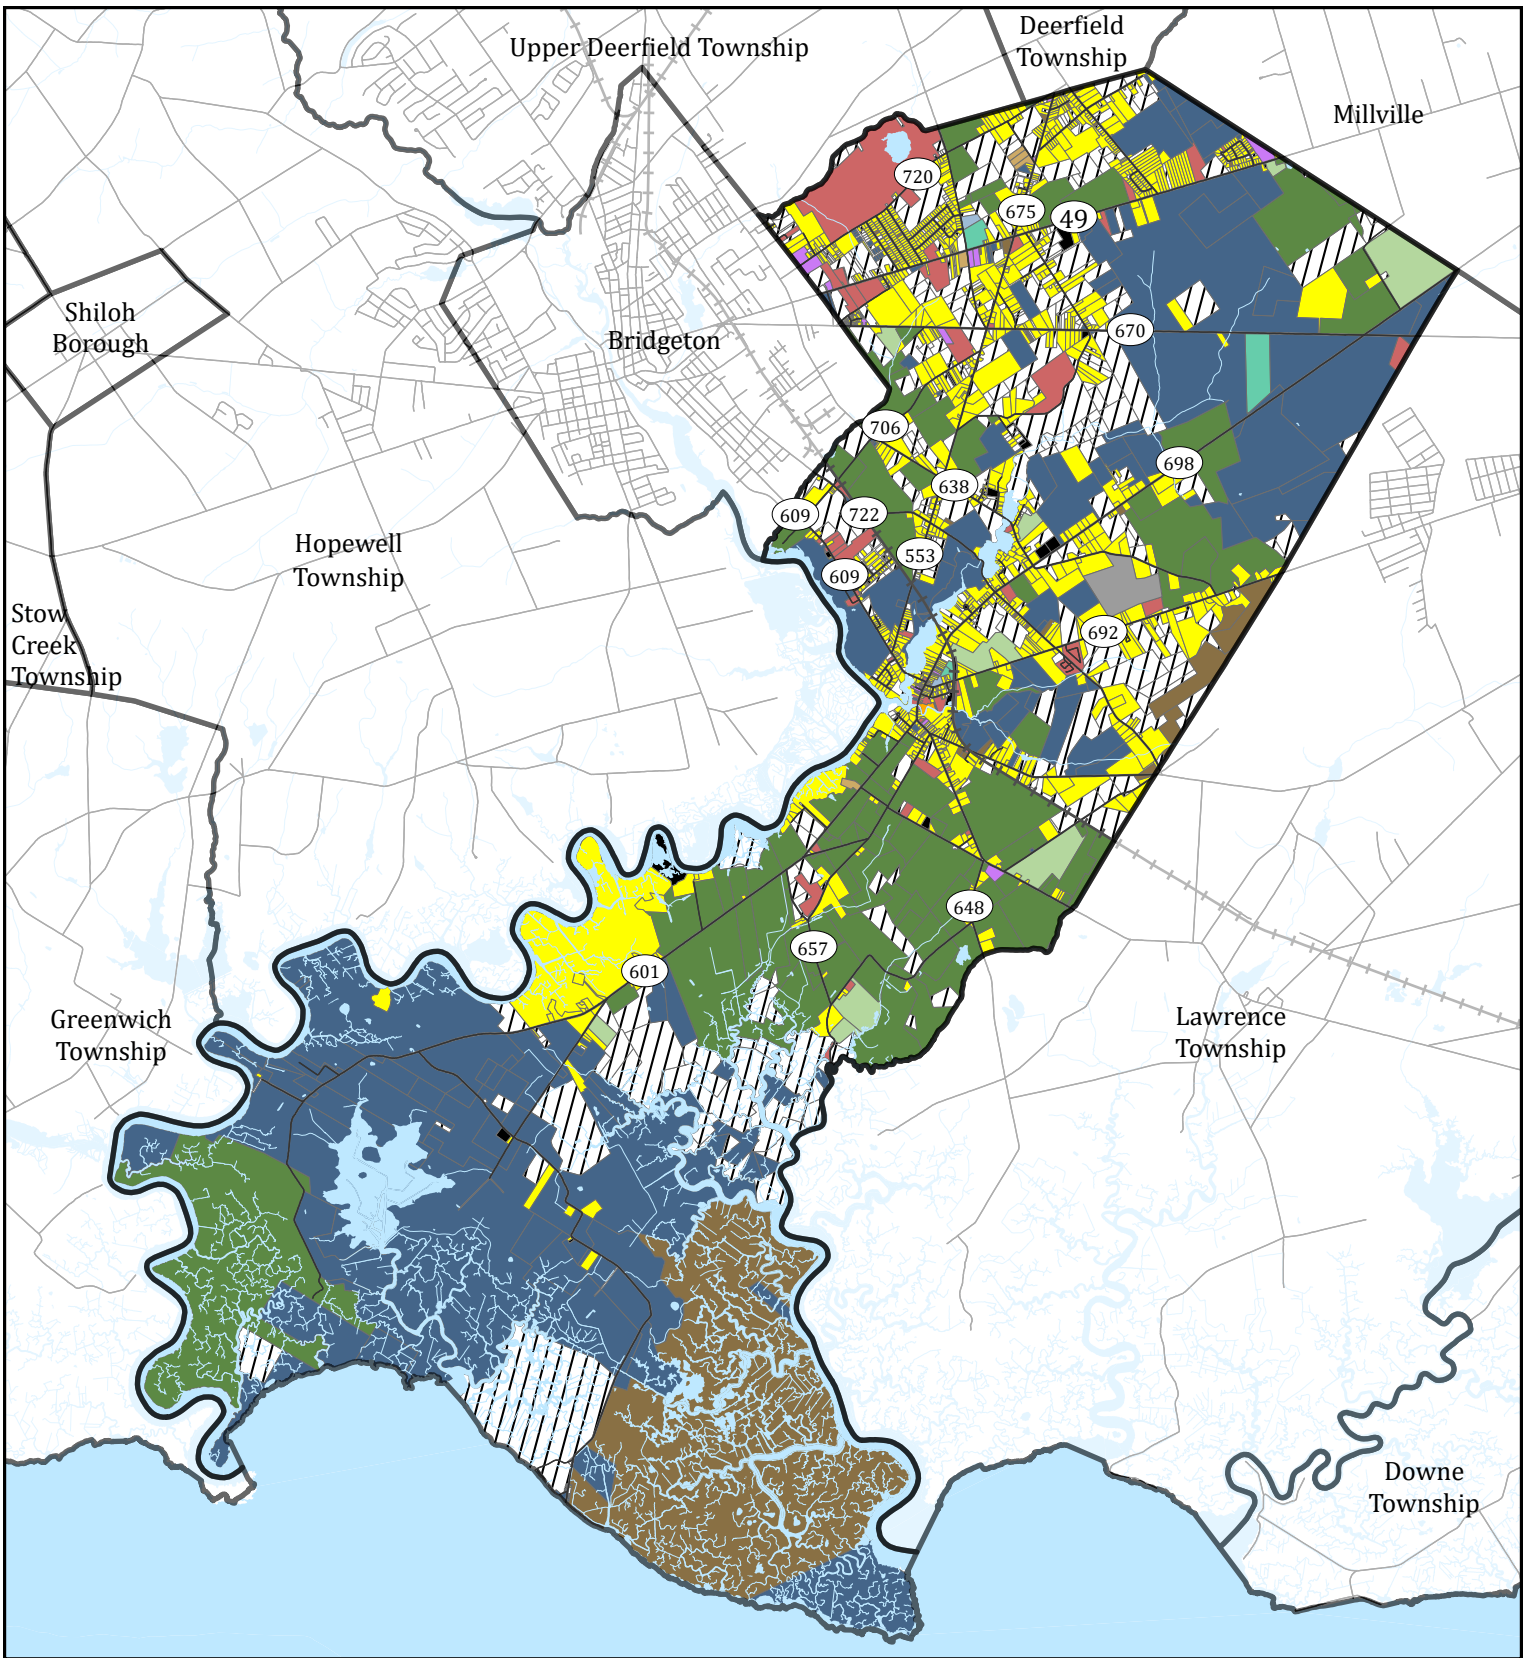 Deerfield
Township
Upper Deerfield Township
Millville
720
675
49
Shiloh
Borough
Bridgeton
670
706
698
638
609
722
Hopewell
Township
553
609
Stow
Creek
Township
692
648
657
601
Greenwich
Township
Lawrence
Township
Downe
Township